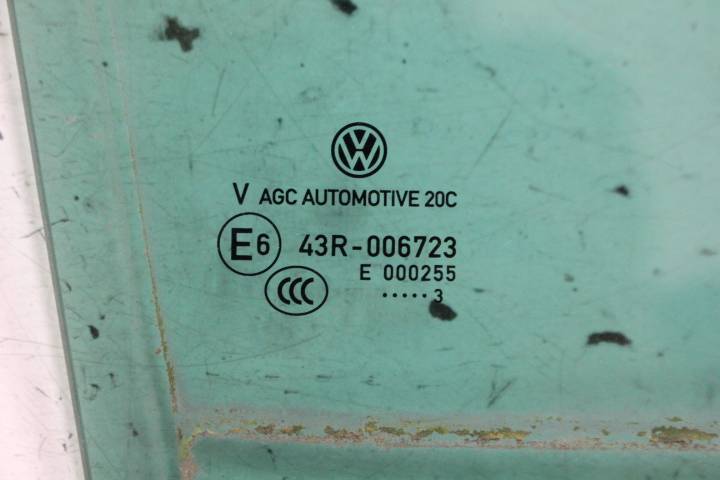 V AGC AUTOMOTIVE 20C
E6 43R-006723
E 000255
CCC ·····3